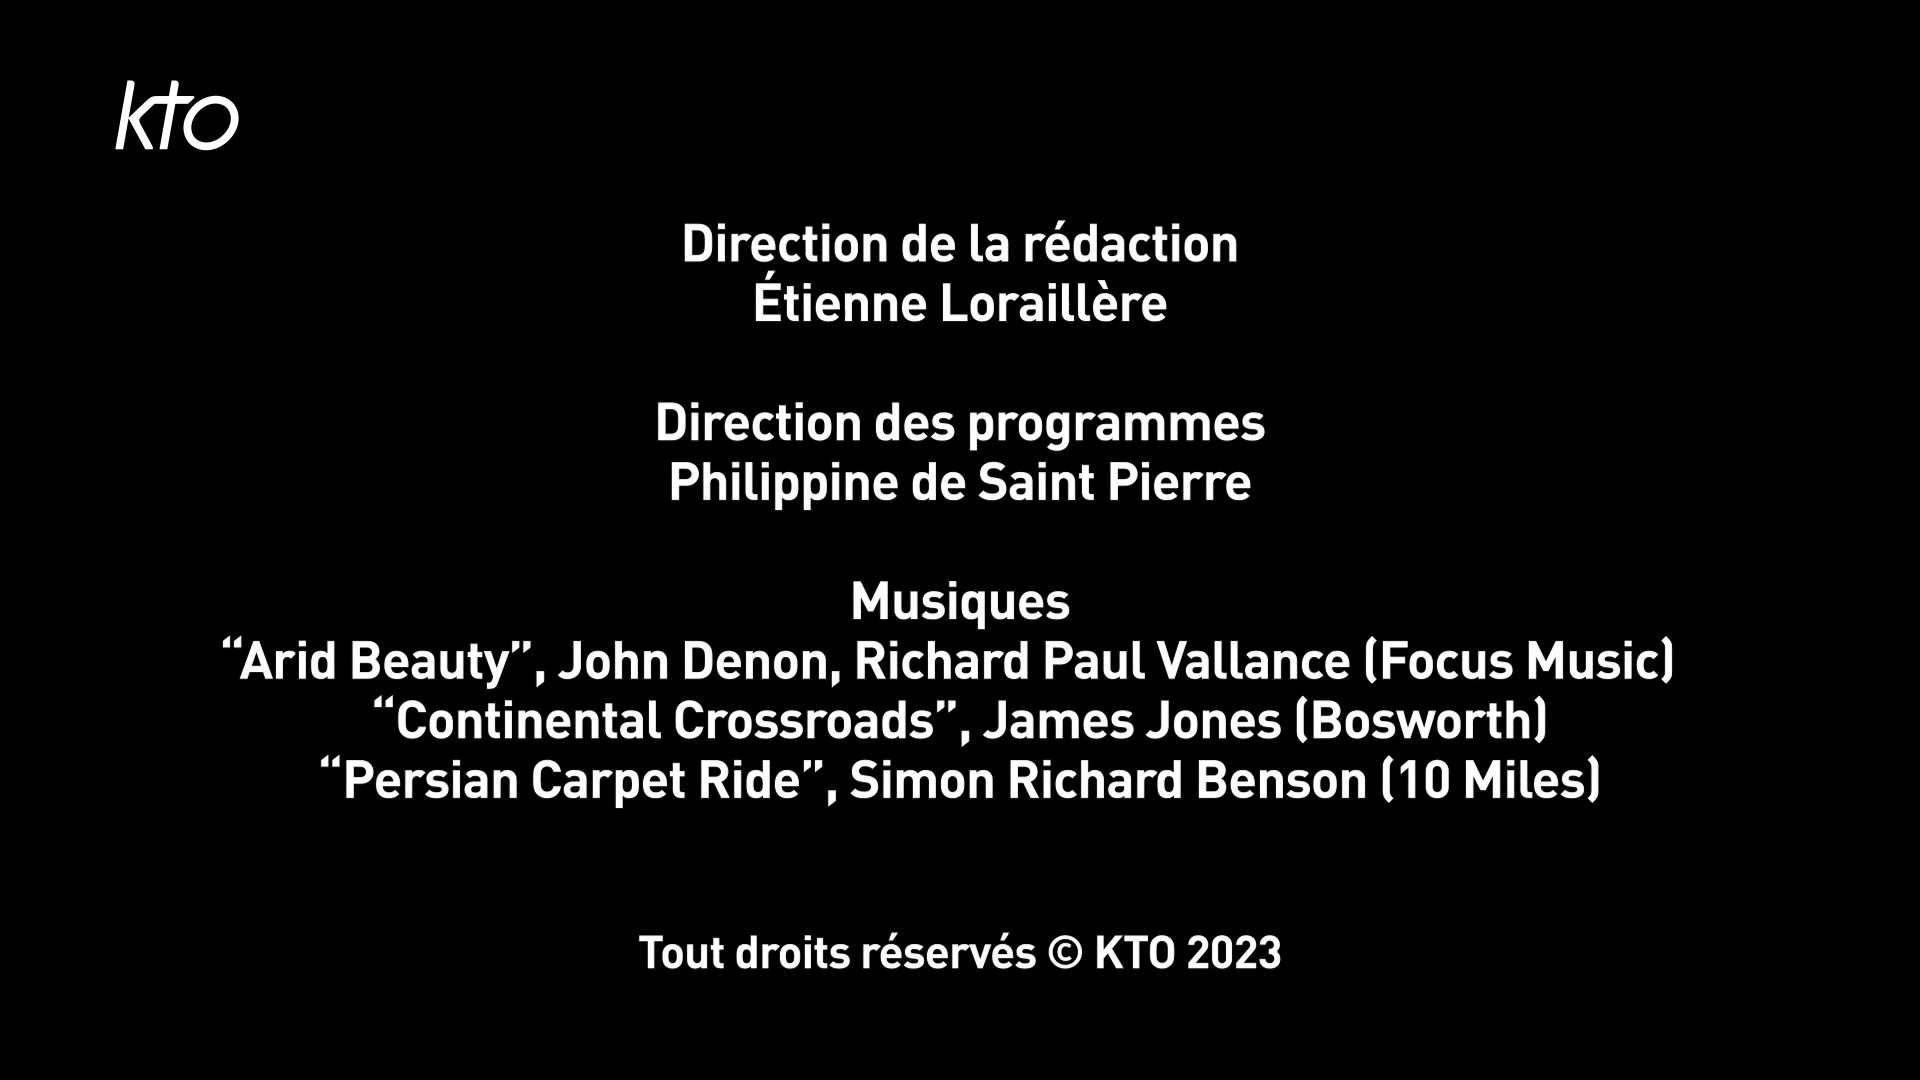 kto
Direction de la rédaction
Étienne Loraillère
Direction des programmes
Philippine de Saint Pierre
Musiques
“Arid Beauty”, John Denon, Richard Paul Vallance (Focus Music)
“Continental Crossroads”, James Jones (Bosworth)
“Persian Carpet Ride”, Simon Richard Benson (10 Miles)
Tout droits réservés © KTO 2023